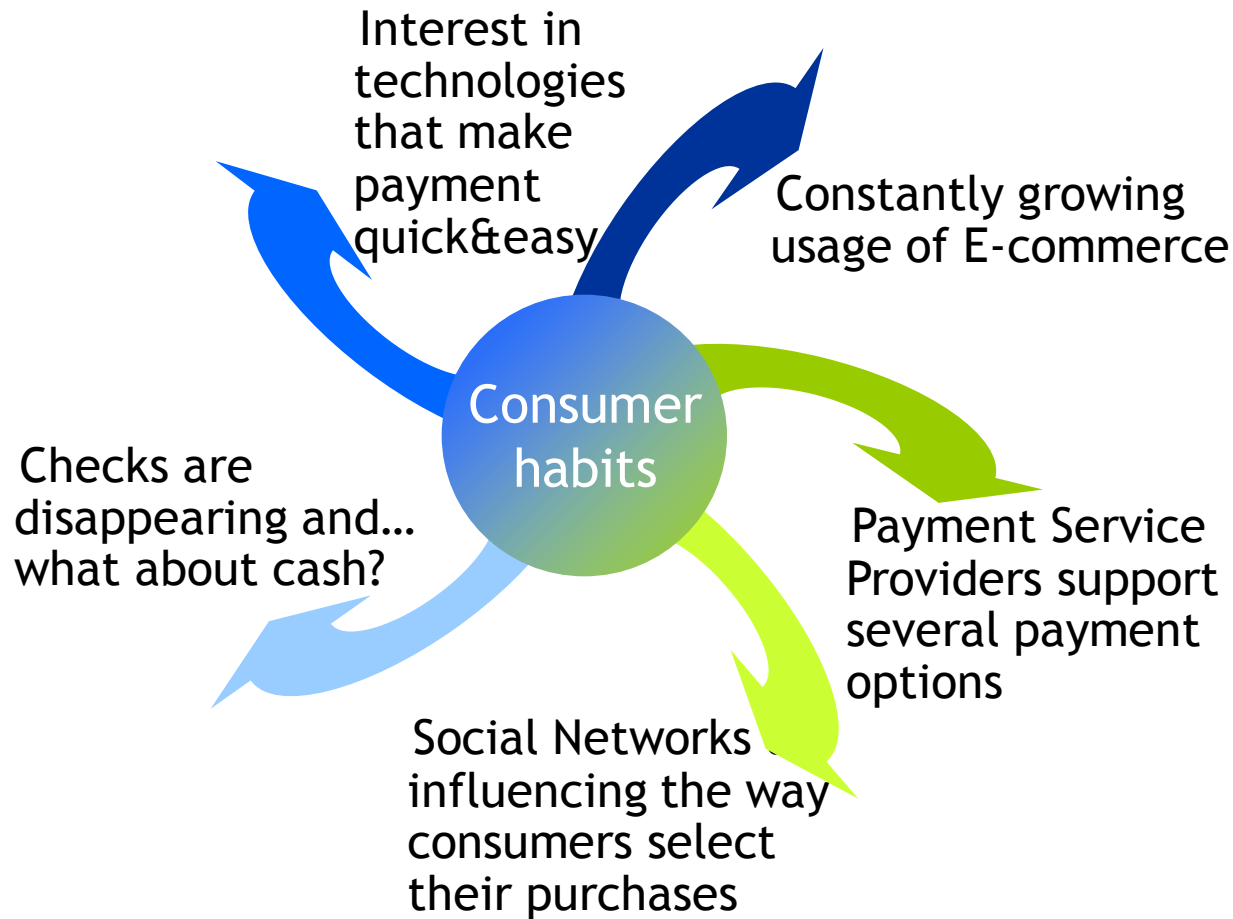 Interest in
technologies
that make
payment
quick&easy
Constantly growing
usage of E-commerce
Consumer
habits
Checks are
disappearing and…
what about cash?
Payment Service
Providers support
several payment
options
Social Networks
influencing the way
consumers select
their purchases